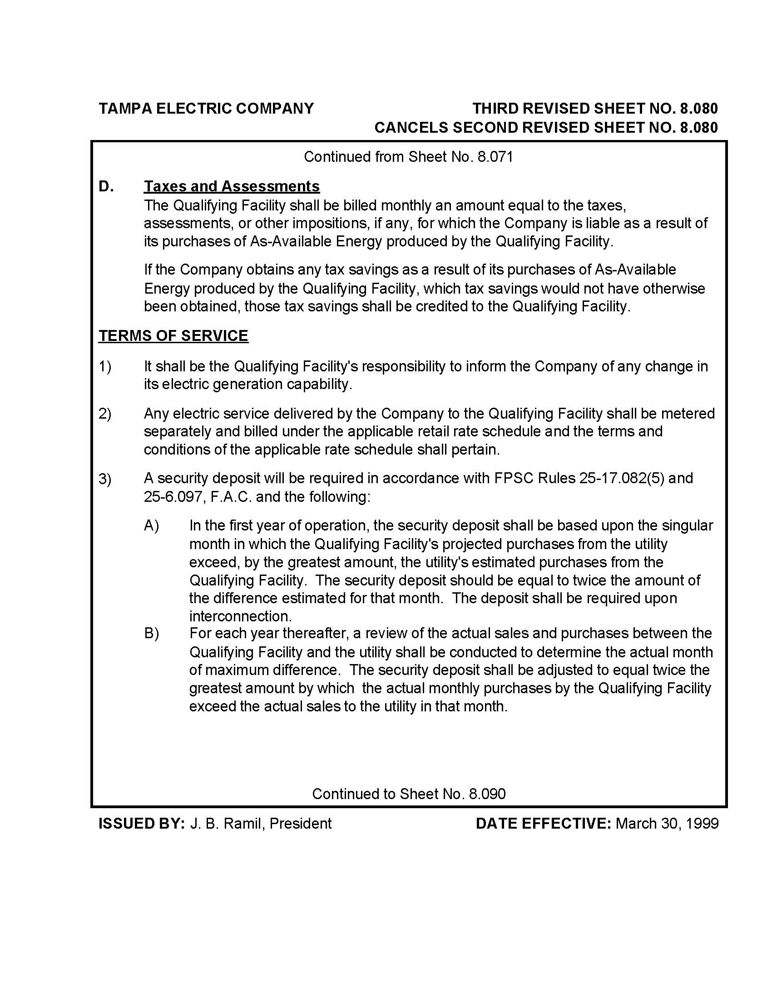 TAMPA ELECTRIC COMPANY THIRD REVISED SHEET NO. 8.080
CANCELS SECOND REVISED SHEET NO. 8.080
Continued from Sheet No. 8.071
D. Taxes and Assessments
The Qualifying Facility shall be billed monthly an amount equal to the taxes,
assessments, or other impositions, if any, for which the Company is liable as a result of
its purchases of As-Available Energy produced by the Qualifying Facility.
If the Company obtains any tax savings as a result of its purchases of As-Available
Energy produced by the Qualifying Facility, which tax savings would not have otherwise
been obtained, those tax savings shall be credited to the Qualifying Facility.
TERMS OF SERVICE
1) It shall be the Qualifying Facility's responsibility to inform the Company of any change in
its electric generation capability.
2) Any electric service delivered by the Company to the Qualifying Facility shall be metered
separately and billed under the applicable retail rate schedule and the terms and
conditions of the applicable rate schedule shall pertain.
3) A security deposit will be required in accordance with FPSC Rules 25-17.082(5) and
25-6.097, F.A.C. and the following:
A) In the first year of operation, the security deposit shall be based upon the singular
month in which the Qualifying Facility's projected purchases from the utility
exceed, by the greatest amount, the utility's estimated purchases from the
Qualifying Facility. The security deposit should be equal to twice the amount of
the difference estimated for that month. The deposit shall be required upon
interconnection.
B) For each year thereafter, a review of the actual sales and purchases between the
Qualifying Facility and the utility shall be conducted to determine the actual month
of maximum difference. The security deposit shall be adjusted to equal twice the
greatest amount by which the actual monthly purchases by the Qualifying Facility
exceed the actual sales to the utility in that month.
Continued to Sheet No. 8.090
ISSUED BY: J. B. Ramil, President DATE EFFECTIVE: March 30, 1999